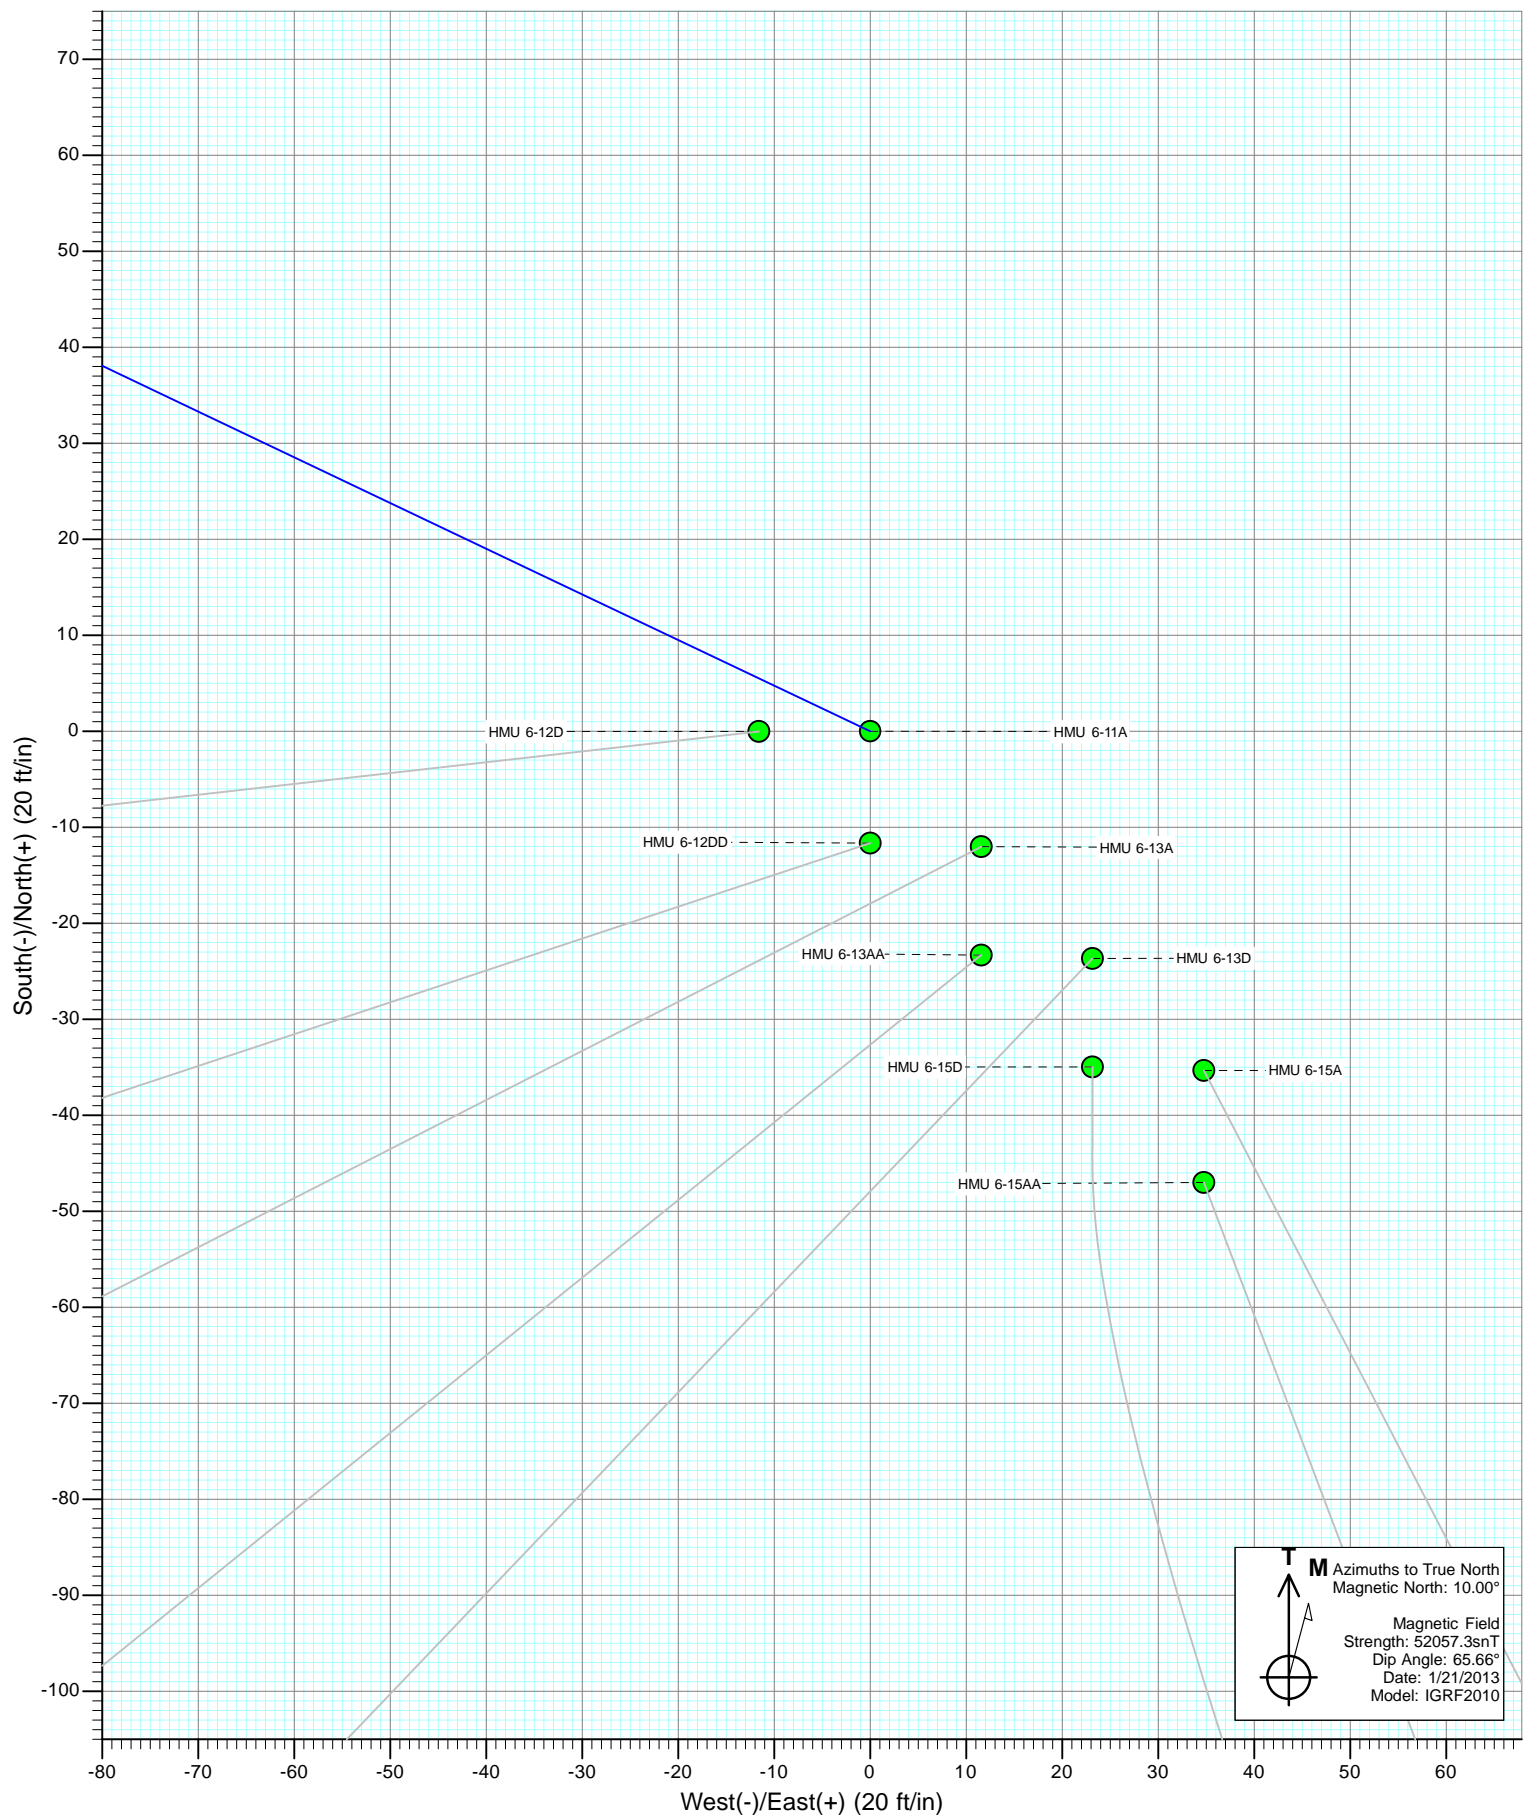 70
60
50
40
30
20
10
0
-10
-20
-30
-40
-50
-60
-70
-80
-90
-100
South(-)/North(+) (20 ft/in)
HMU 6-12D
HMU 6-11A
HMU 6-12DD
HMU 6-13A
HMU 6-13AA
HMU 6-13D
HMU 6-15D
HMU 6-15A
HMU 6-15AA
T
M
Azimuths to True North
Magnetic North: 10.00°
Magnetic Field
Strength: 52057.3snT
Dip Angle: 65.66°
Date: 1/21/2013
Model: IGRF2010
-80 -70 -60 -50 -40 -30 -20 -10 0 10 20 30 40 50 60
West(-)/East(+) (20 ft/in)